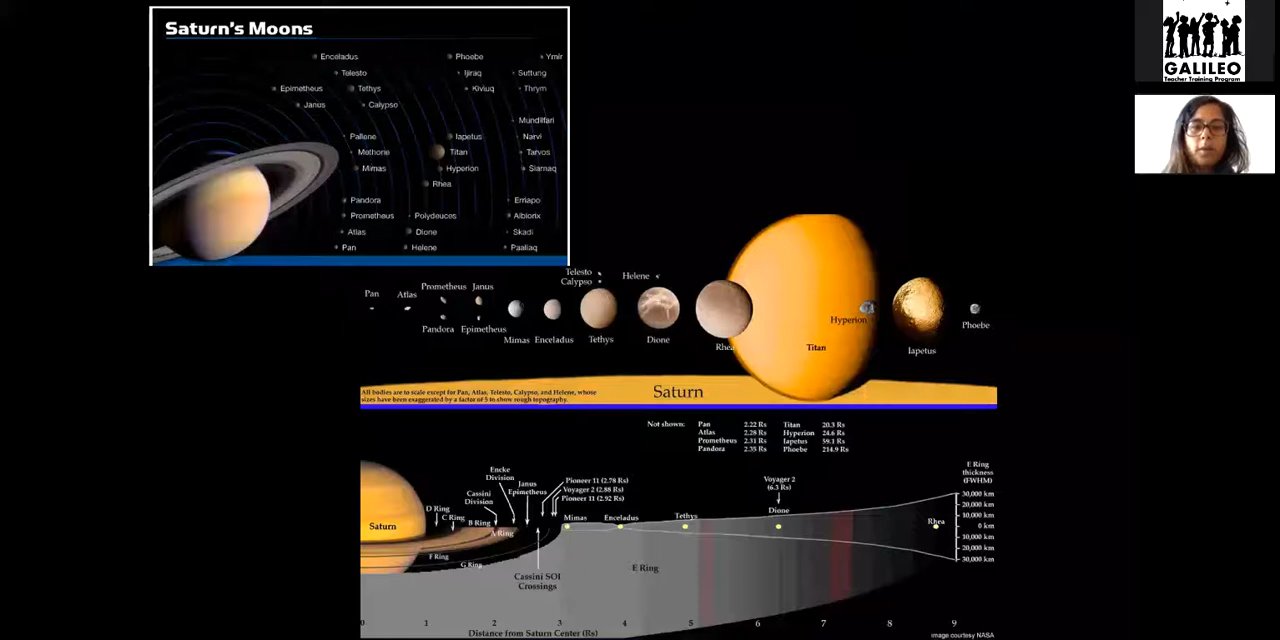 Saturn's Moons
Enceladus
Phoebe
Ymir
Telesto
Ijiraq
Suttung
Epimetheus
Tethys
Kiviuq
Thrym
Janus
Calypso
Mundilfari
Pallene
Iapetus
Narvi
Methone
Titan
Tarvos
Mimas
Hyperion
Siarnaq
Rhea
Pandora
Erriapo
Prometheus
Polydeuces
Albiorix
Atlas
Dione
Skadi
Pan
Helene
Paaliaq
GALILEO
Teacher Training Program
Telesto
Calypso
Helene
Pan
Atlas
Prometheus
Janus
Pandora
Epimetheus
Mimas
Enceladus
Tethys
Dione
Rhea
Titan
Hyperion
Iapetus
Phoebe
Saturn
All bodies are to scale except for Pan, Atlas, Telesto, Calypso, and Helene, whose
sizes have been exaggerated by a factor of 5 to show rough topography.
Not shown:
Pan 2.22 Rs Titan 20.3 Rs
Atlas 2.28 Rs Hyperion 24.6 Rs
Prometheus 2.31 Rs Iapetus 59.1 Rs
Pandora 2.35 Rs Phoebe 214.9 Rs
Saturn
D Ring
C Ring
B Ring
Cassini
Division
A Ring
Encke
Division
Janus
Epimetheus
Pioneer 11 (2.78 Rs)
Voyager 2 (2.88 Rs)
Pioneer 11 (2.92 Rs)
F Ring
G Ring
Cassini SOI
Crossings
Mimas
Enceladus
Tethys
Voyager 2
(6.3 Rs)
Dione
Rhea
E Ring
E Ring
thickness
(FWHM)
30,000 km
20,000 km
10,000 km
0 km
10,000 km
20,000 km
30,000 km
0 1 2 3 4 5 6 7 8 9
Distance from Saturn Center (Rs)
image courtesy NASA